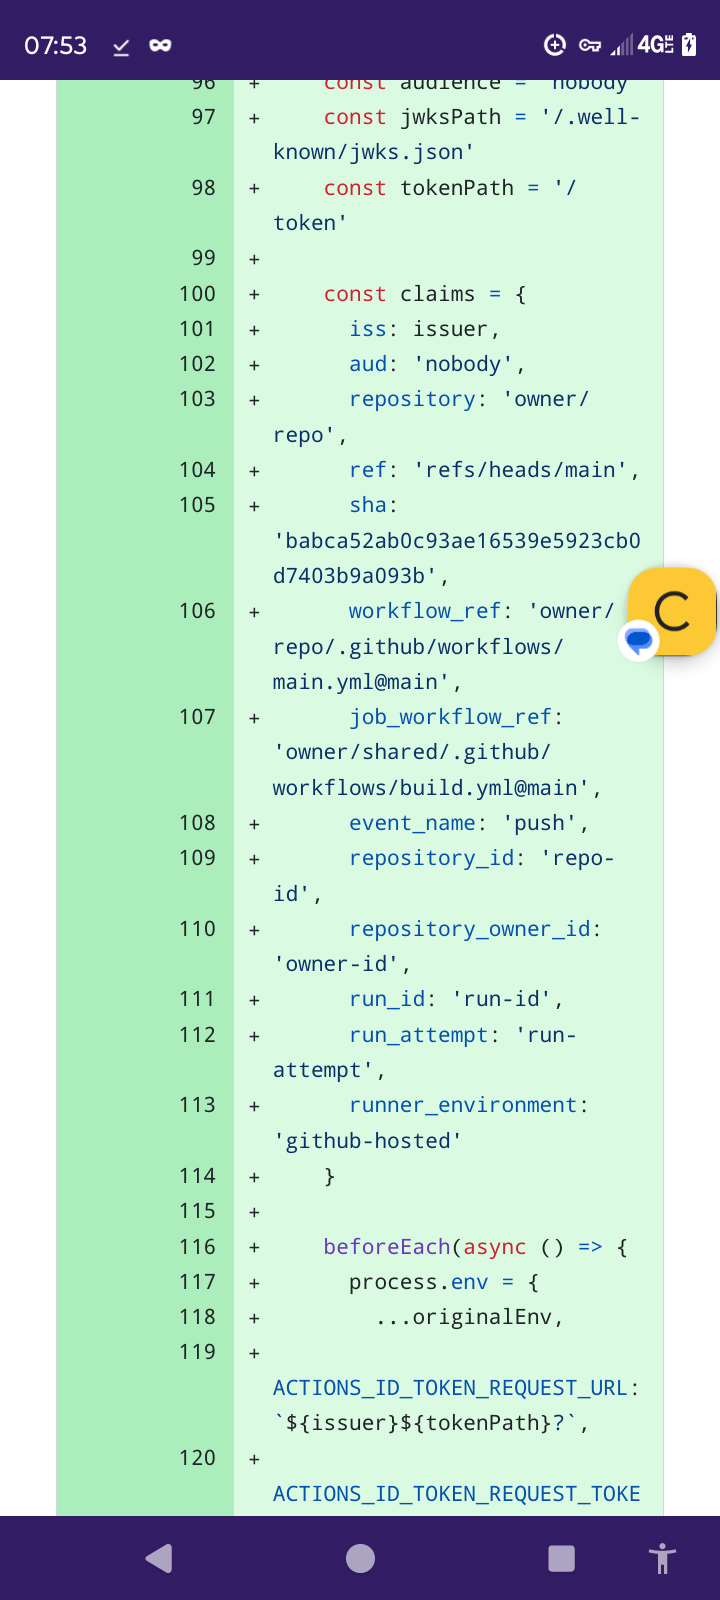 07:53
4G LTE
96 + const audience = 'nobody'
97 + const jwksPath = '/.well-
known/jwks.json'
98 + const tokenPath = '/
token'
99 +
100 + const claims = {
101 + iss: issuer,
102 + aud: 'nobody',
103 + repository: 'owner/
repo',
104 + ref: 'refs/heads/main',
105 + sha:
'babca52ab0c93ae16539e5923cb0
d7403b9a093b',
106 + workflow_ref: 'owner/
repo/.github/workflows/
main.yml@main',
107 + job_workflow_ref:
'owner/shared/.github/
workflows/build.yml@main',
108 + event_name: 'push',
109 + repository_id: 'repo-
id',
110 + repository_owner_id:
'owner-id',
111 + run_id: 'run-id',
112 + run_attempt: 'run-
attempt',
113 + runner_environment:
'github-hosted'
114 + }
115 +
116 + beforeEach(async () => {
117 + process.env = {
118 + ...originalEnv,
119 +
ACTIONS_ID_TOKEN_REQUEST_URL:
`${issuer}${tokenPath}?`,
120 +
ACTIONS_ID_TOKEN_REQUEST_TOKE